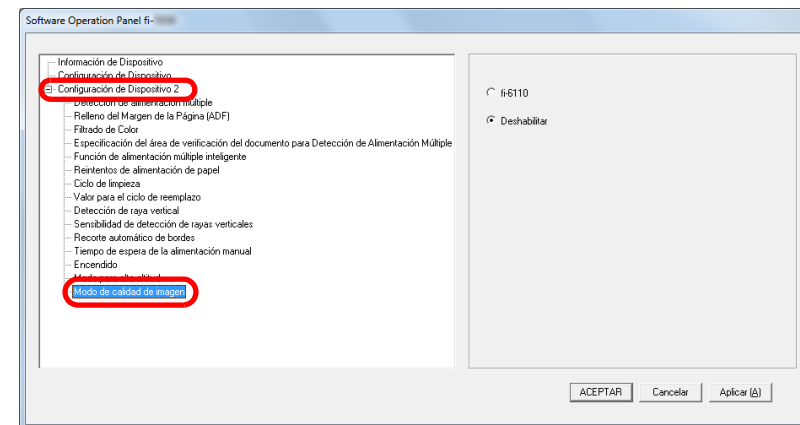 Software Operation Panel fi-
Información de Dispositivo
Configuración de Dispositivo
Configuración de Dispositivo 2
Detección de alimentación múltiple
Relleno del Margen de la Página (ADF)
Filtrado de Color
Especificación del área de verificación del documento para Detección de Alimentación Múltiple
Función de alimentación múltiple inteligente
Reintentos de alimentación de papel
Ciclo de limpieza
Valor para el ciclo de reemplazo
Detección de raya vertical
Sensibilidad de detección de rayas verticales
Recorte automático de bordes
Tiempo de espera de la alimentación manual
Encendido
Modo para alta altitud
Modo de calidad de imagen
fi-6110
Deshabilitar
ACEPTAR Cancelar Aplicar (A)